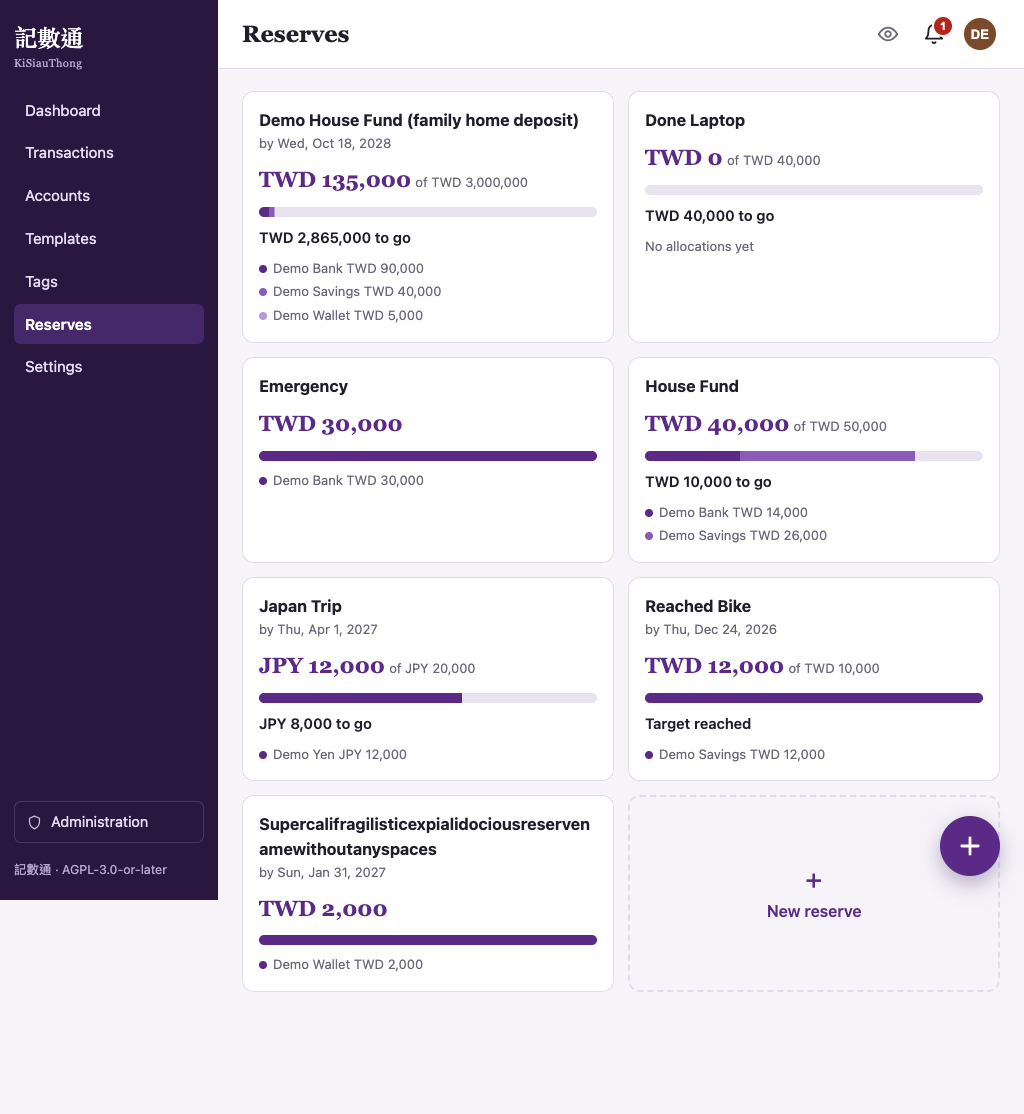 記數通
KiSiauThong
Dashboard
Transactions
Accounts
Templates
Tags
Reserves
Settings
Administration
記數通 · AGPL-3.0-or-later
Reserves
1
DE
Demo House Fund (family home deposit)
by Wed, Oct 18, 2028
TWD 135,000 of TWD 3,000,000
TWD 2,865,000 to go
Demo Bank TWD 90,000
Demo Savings TWD 40,000
Demo Wallet TWD 5,000
Done Laptop
TWD 0 of TWD 40,000
TWD 40,000 to go
No allocations yet
Emergency
TWD 30,000
Demo Bank TWD 30,000
House Fund
TWD 40,000 of TWD 50,000
TWD 10,000 to go
Demo Bank TWD 14,000
Demo Savings TWD 26,000
Japan Trip
by Thu, Apr 1, 2027
JPY 12,000 of JPY 20,000
JPY 8,000 to go
Demo Yen JPY 12,000
Reached Bike
by Thu, Dec 24, 2026
TWD 12,000 of TWD 10,000
Target reached
Demo Savings TWD 12,000
Supercalifragilisticexpialidociousreserven
amewithoutanyspaces
by Sun, Jan 31, 2027
TWD 2,000
Demo Wallet TWD 2,000
+
New reserve
+